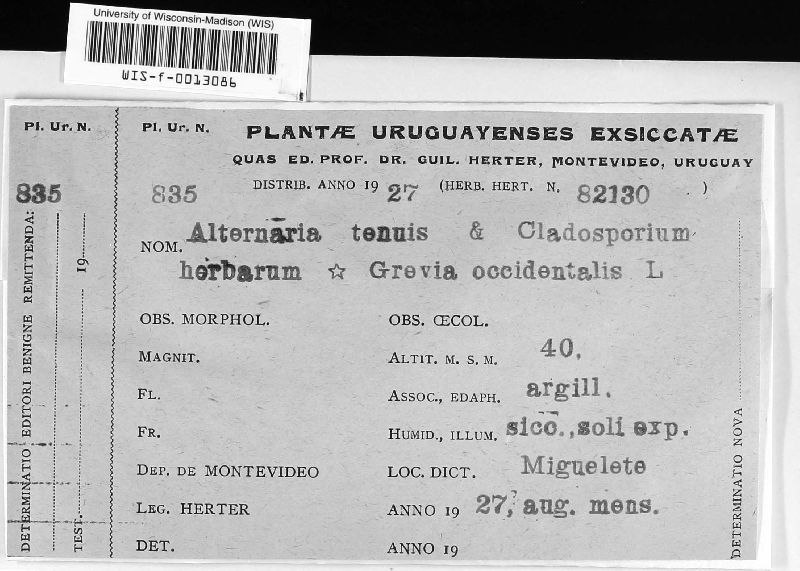 University of Wisconsin-Madison (WIS)
WIS-f-0013086
Pl. Ur. N.
835
DETERMINATIO EDITORI BENIGNE REMITTENDA:
TEST. 19
Pl. Ur. N.
PLANTÆ URUGUAYENSES EXSICCATÆ
QUAS ED. PROF. DR. GUIL. HERTER, MONTEVIDEO, URUGUAY
835 DISTRIB. ANNO 19 27 (HERB. HERT. N. 82130 )
NOM. Alternaria tenuis & Cladosporium
herbarum ☆ Grevia occidentalis L
OBS. MORPHOL. OBS. ŒCOL.
MAGNIT. ALTIT. M. S. M. 40.
FL. ASSOC., EDAPH. argill.
FR. HUMID., ILLUM. sicc.,soli exp.
DEP. DE MONTEVIDEO LOC. DICT. Miguelete
LEG. HERTER ANNO 19 27, aug. mens.
DET. ANNO 19
DETERMINATIO NOVA